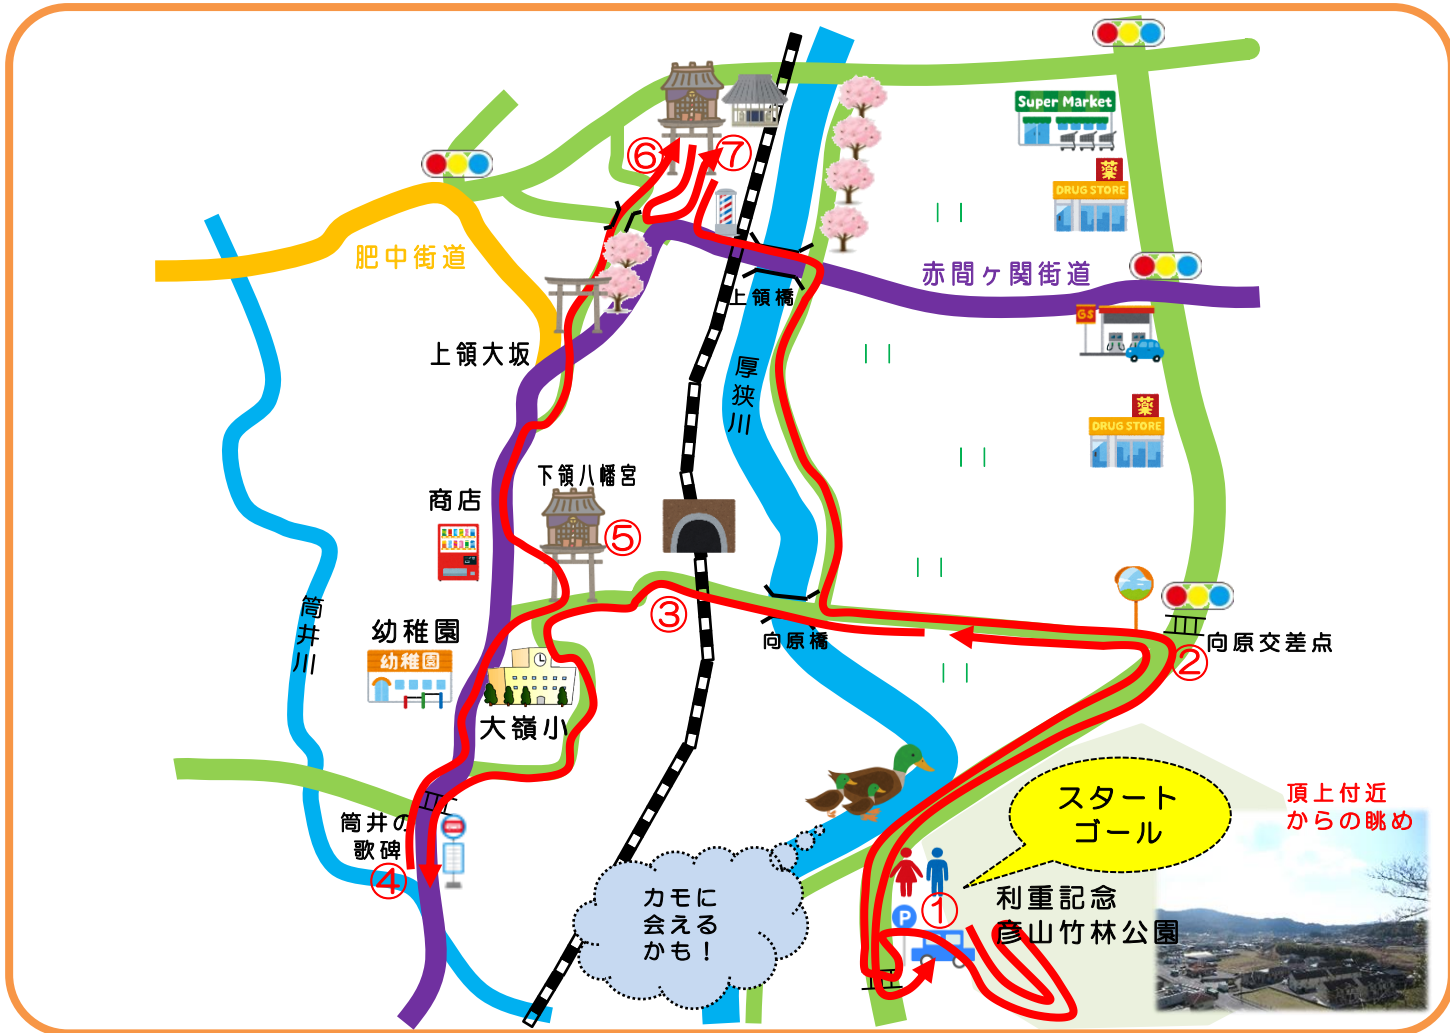 Super Market
薬
DRUG STORE
⑥
⑦
肥中街道
赤間ヶ関街道
上領橋
GS
上領大坂
厚狭川
薬
DRUG STORE
下領八幡宮
商店
⑤
筒井川
③
幼稚園
幼稚園
向原橋
向原交差点
②
大嶺小
スタート
ゴール
頂上付近
からの眺め
筒井の
歌碑
④
カモに
会える
かも！
P
①
利重記念
彦山竹林公園